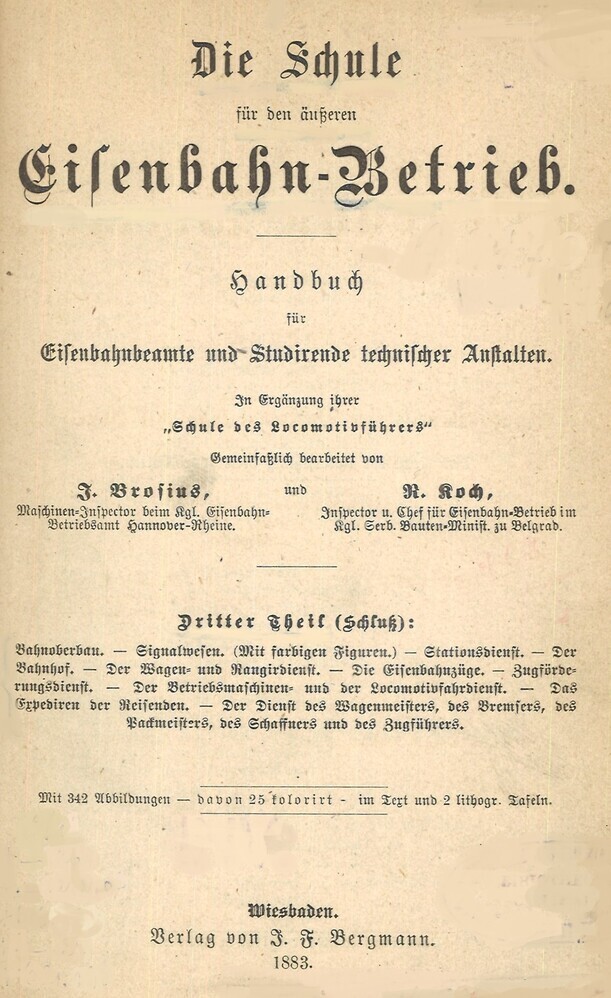 Die Schule
für den äußeren
Eisenbahn-Betrieb.
Handbuch
für
Eisenbahnbeamte und Studirende technischer Anstalten.
In Ergänzung ihrer
„Schule des Locomotivführers“
Gemeinfaßlich bearbeitet von
J. Brosius, und R. Koch,
Maschinen-Inspector beim Kgl. Eisenbahn-
Betriebsamt Hannover-Rheine.
Inspector u. Chef für Eisenbahn-Betrieb im
Kgl. Serb. Bauten-Minist. zu Belgrad.
Dritter Theil (Schluß):
Bahnoberbau. — Signalwesen. (Mit farbigen Figuren.) — Stationsdienst. — Der
Bahnhof. — Der Wagen- und Rangirdienst. — Die Eisenbahnzüge. — Zugförde-
rungsdienst. — Der Betriebsmaschinen- und der Locomotivfahrdienst. — Das
Expediren der Reisenden. — Der Dienst des Wagenmeisters, des Bremsers, des
Packmeisters, des Schaffners und des Zugführers.
Mit 342 Abbildungen — davon 25 kolorirt - im Text und 2 lithogr. Tafeln.
Wiesbaden.
Verlag von J. F. Bergmann.
1883.